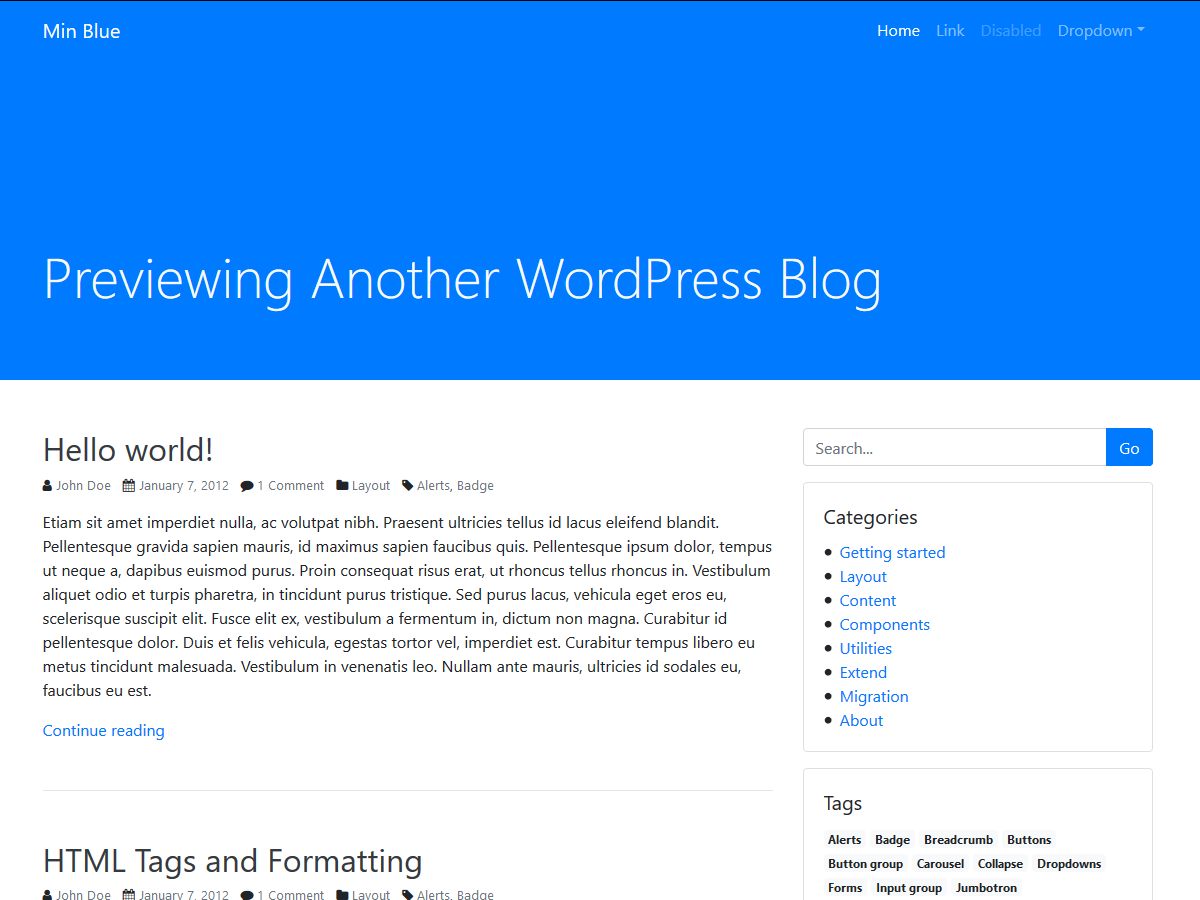 Min Blue
Home Link Disabled Dropdown
Previewing Another WordPress Blog
Hello world!
John Doe January 7, 2012 1 Comment Layout Alerts, Badge
Etiam sit amet imperdiet nulla, ac volutpat nibh. Praesent ultricies tellus id lacus eleifend blandit.
Pellentesque gravida sapien mauris, id maximus sapien faucibus quis. Pellentesque ipsum dolor, tempus
ut neque a, dapibus euismod purus. Proin consequat risus erat, ut rhoncus tellus rhoncus in. Vestibulum
aliquet odio et turpis pharetra, in tincidunt purus tristique. Sed purus lacus, vehicula eget eros eu,
scelerisque suscipit elit. Fusce elit ex, vestibulum a fermentum in, dictum non magna. Curabitur id
pellentesque dolor. Duis et felis vehicula, egestas tortor vel, imperdiet est. Curabitur tempus libero eu
metus tincidunt malesuada. Vestibulum in venenatis leo. Nullam ante mauris, ultricies id sodales eu,
faucibus eu est.
Continue reading
HTML Tags and Formatting
John Doe January 7, 2012 1 Comment Layout Alerts, Badge
Search... Go
Categories
Getting started
Layout
Content
Components
Utilities
Extend
Migration
About
Tags
Alerts Badge Breadcrumb Buttons
Button group Carousel Collapse Dropdowns
Forms Input group Jumbotron